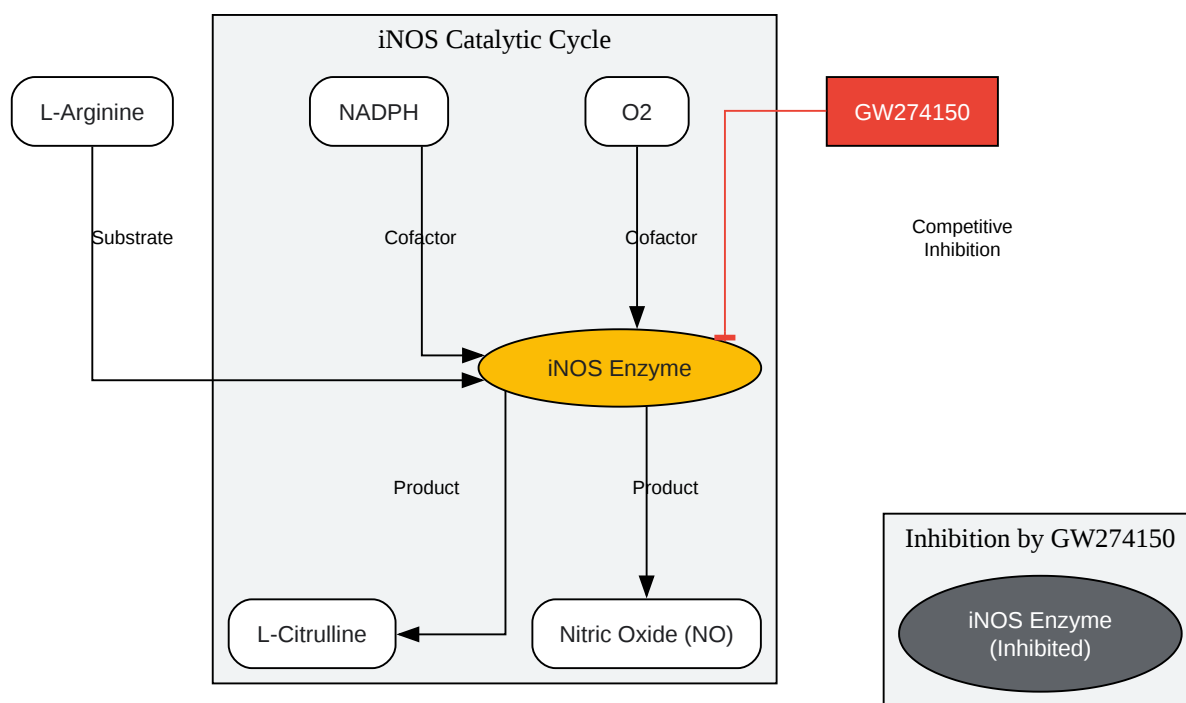 iNOS Catalytic Cycle
L-Arginine
NADPH
O2
GW274150
Substrate
Cofactor
Cofactor
Competitive
Inhibition
iNOS Enzyme
Product
Product
Inhibition by GW274150
L-Citrulline
Nitric Oxide (NO)
iNOS Enzyme
(Inhibited)